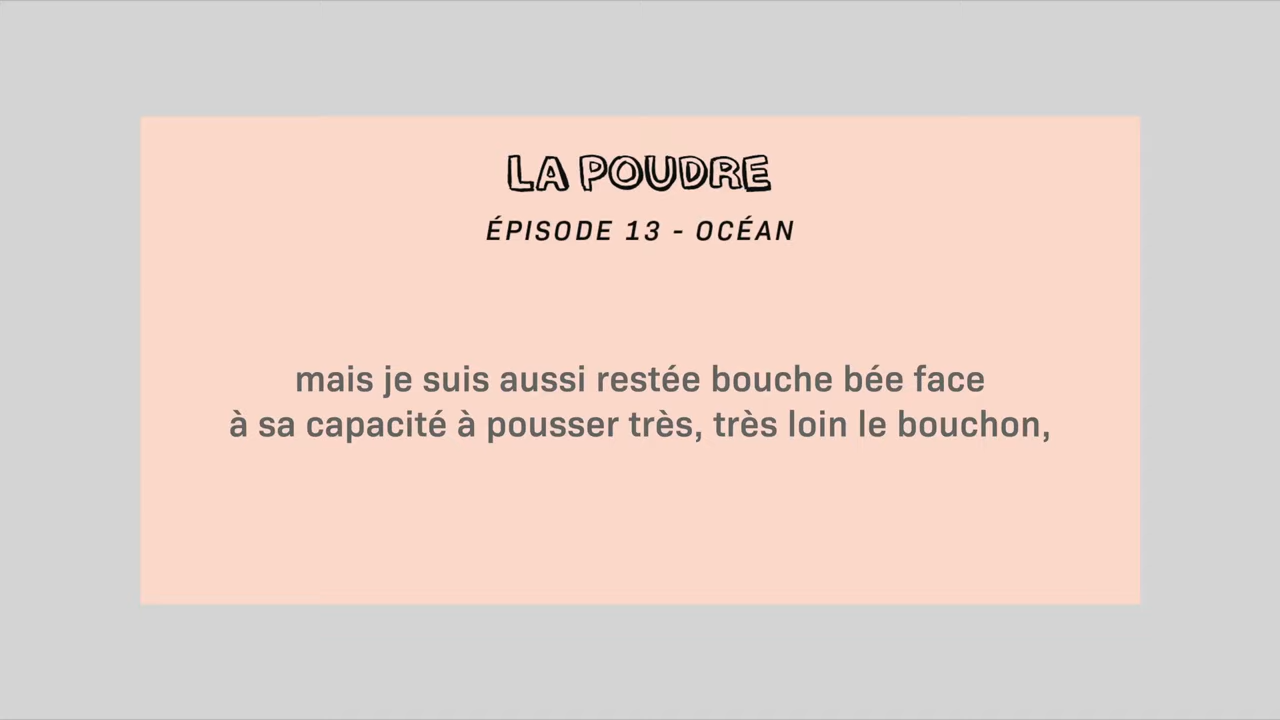 LA POUDRE
ÉPISODE 13 - OCÉAN
mais je suis aussi restée bouche bée face
à sa capacité à pousser très, très loin le bouchon,